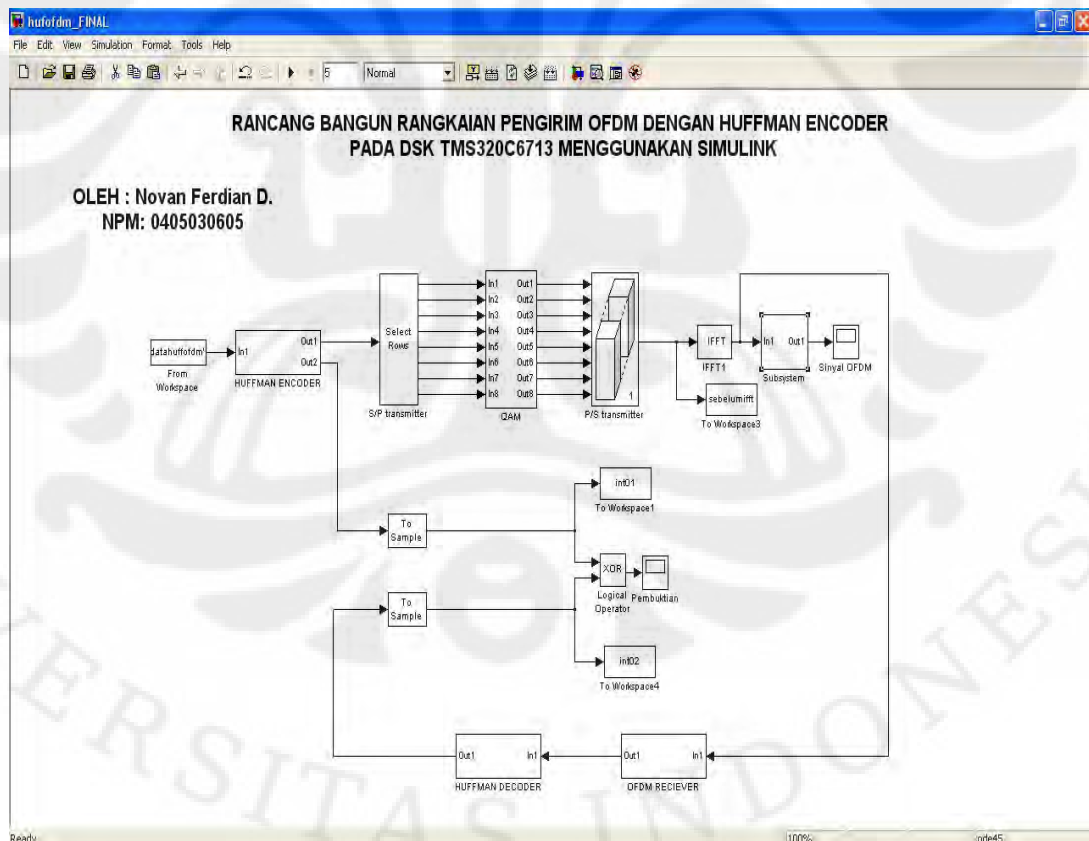 hufofdm_FINAL
File Edit View Simulation Format Tools Help
5
Normal
RANCANG BANGUN RANGKAIAN PENGIRIM OFDM DENGAN HUFFMAN ENCODER
PADA DSK TMS320C6713 MENGGUNAKAN SIMULINK
OLEH : Novan Ferdian D.
NPM: 0405030605
datahuffofdm'
From
Workspace
In1
Out1
Out2
HUFFMAN ENCODER
Select
Rows
S/P transmitter
In1 Out1
In2 Out2
In3 Out3
In4 Out4
In5 Out5
In6 Out6
In7 Out7
In8 Out8
QAM
1
P/S transmitter
IFFT
IFFT1
In1 Out1
Subsystem
Sinyal OFDM
sebelumifft
To Workspace3
int01
To Workspace1
To
Sample
XOR
Logical
Operator
Pembuktian
To
Sample
int02
To Workspace4
Out1 In1
HUFFMAN DECODER
Out1 In1
OFDM RECIEVER
Ready
100%
ode45
UNIVERSITAS INDONESIA